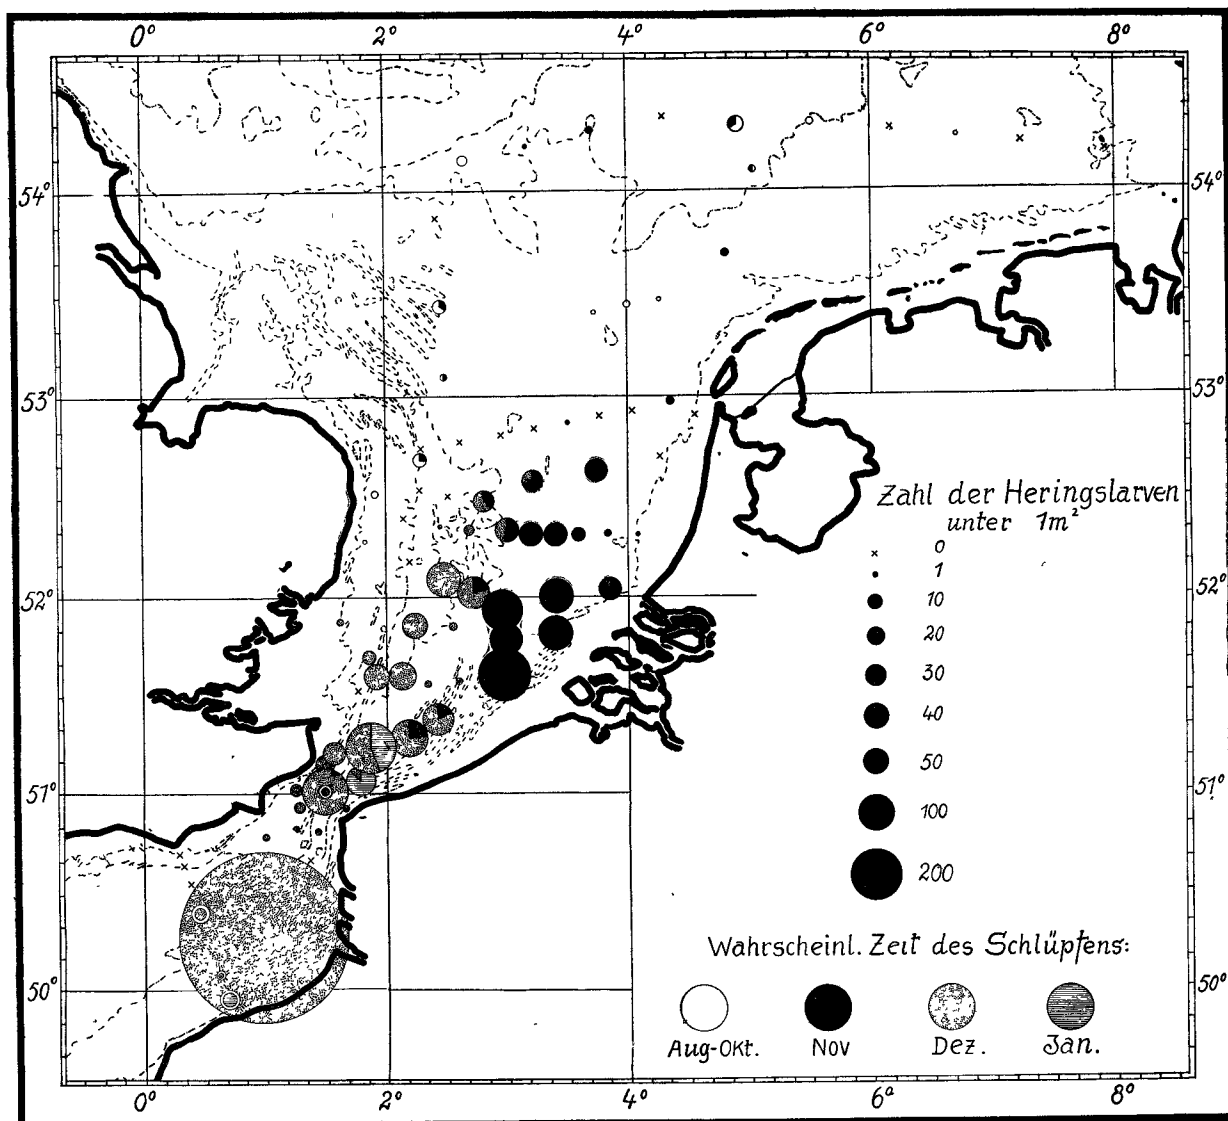 0° 2° 4° 6° 8°
54° 54°
53° 53°
Zahl der Heringslarven
unter 1m²
0
1
10
52° 52°
20
30
40
50
51° 51°
100
200
Wahrscheinl. Zeit des Schlüpfens:
50° 50°
Aug-Okt. Nov Dez. Jan.
0° 2° 4° 6° 8°